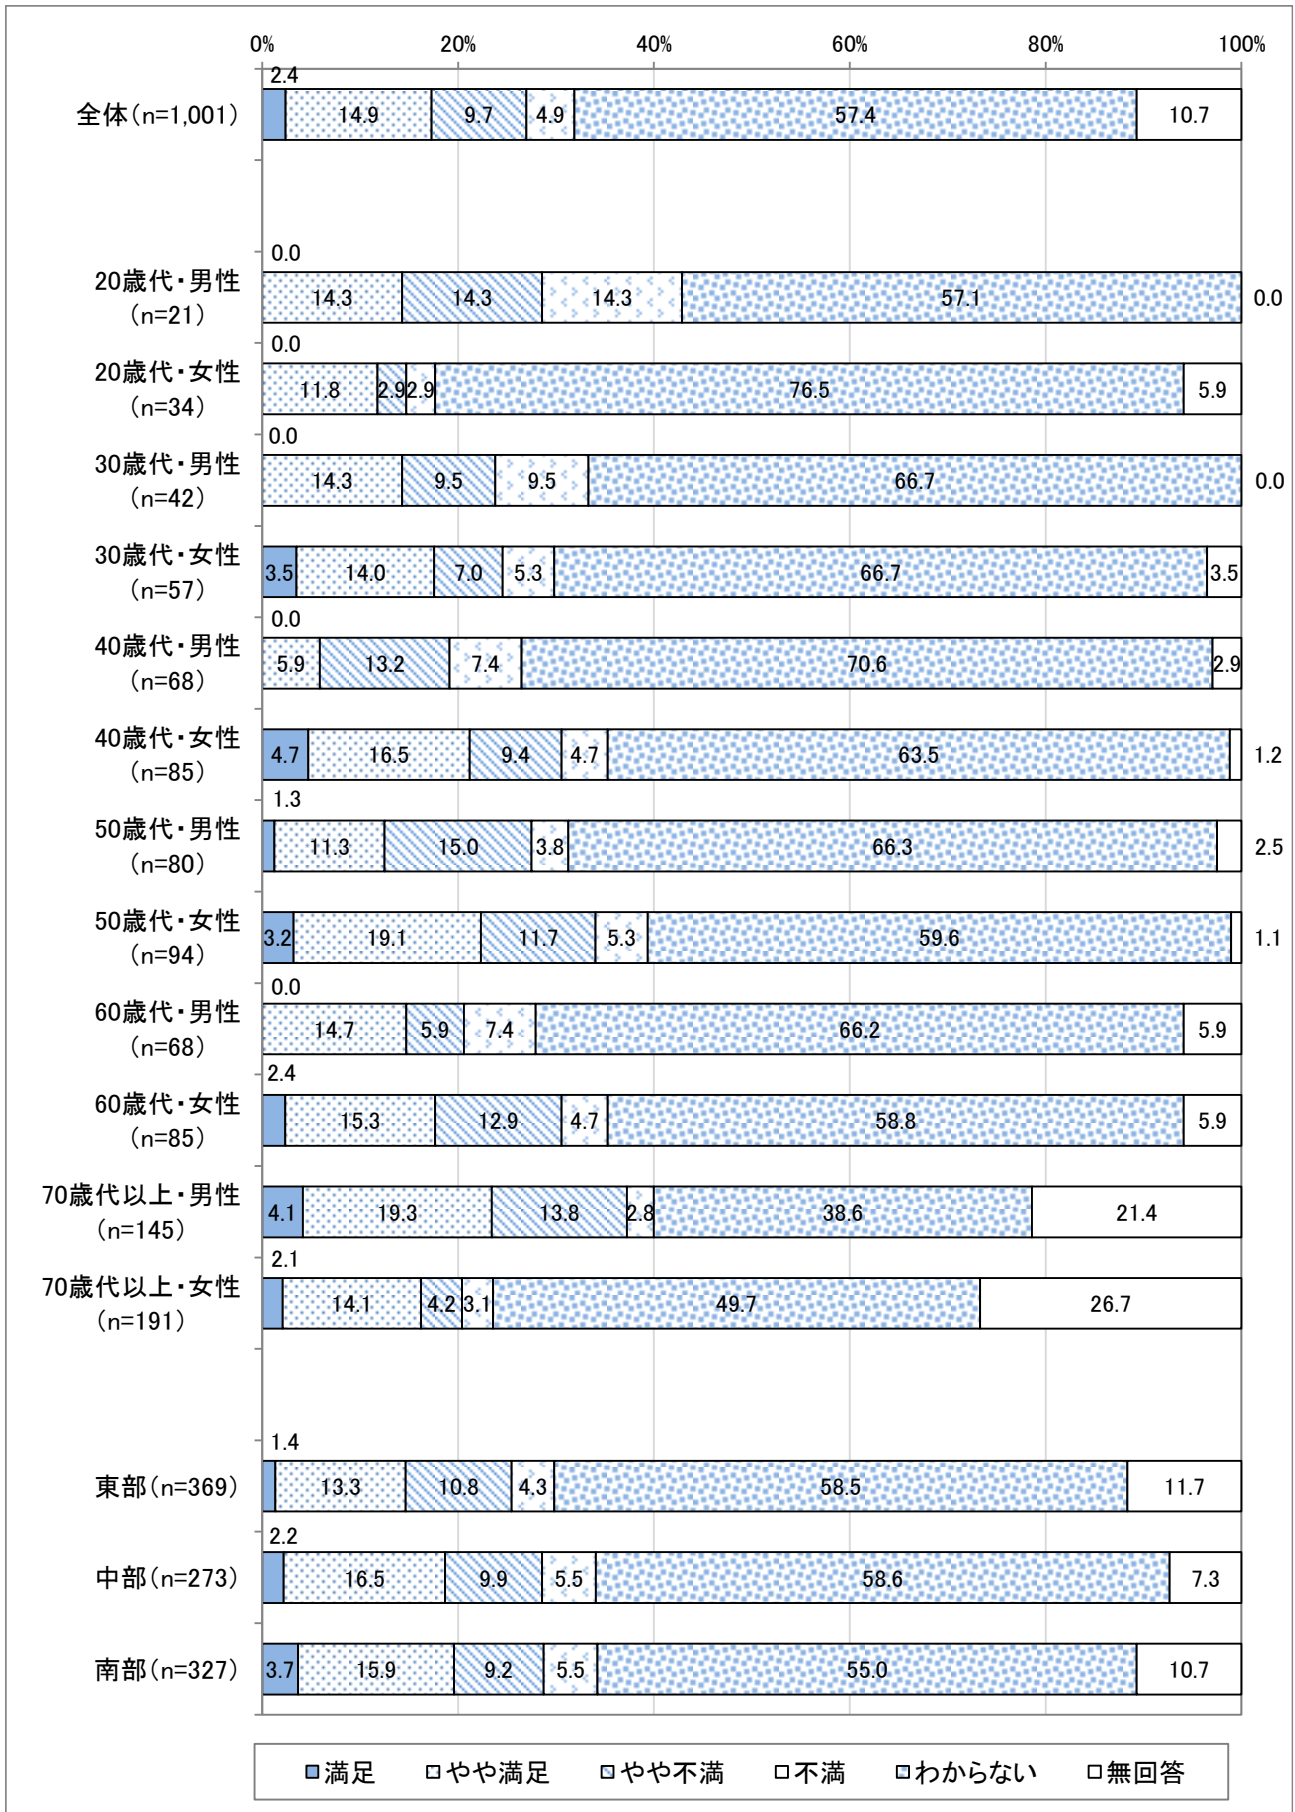 0% 20% 40% 60% 80% 100%
2.4
全体(n=1,001) 14.9 9.7 4.9 57.4 10.7
0.0
20歳代・男性
(n=21)
14.3 14.3 14.3 57.1 0.0
0.0
20歳代・女性
(n=34)
11.8 2.9 2.9 76.5 5.9
0.0
30歳代・男性
(n=42)
14.3 9.5 9.5 66.7 0.0
30歳代・女性
(n=57)
3.5 14.0 7.0 5.3 66.7 3.5
0.0
40歳代・男性
(n=68)
5.9 13.2 7.4 70.6 2.9
40歳代・女性
(n=85)
4.7 16.5 9.4 4.7 63.5 1.2
1.3
50歳代・男性
(n=80)
11.3 15.0 3.8 66.3 2.5
50歳代・女性
(n=94)
3.2 19.1 11.7 5.3 59.6 1.1
0.0
60歳代・男性
(n=68)
14.7 5.9 7.4 66.2 5.9
2.4
60歳代・女性
(n=85)
15.3 12.9 4.7 58.8 5.9
70歳代以上・男性
(n=145)
4.1 19.3 13.8 2.8 38.6 21.4
2.1
70歳代以上・女性
(n=191)
14.1 4.2 3.1 49.7 26.7
1.4
東部(n=369) 13.3 10.8 4.3 58.5 11.7
2.2
中部(n=273) 16.5 9.9 5.5 58.6 7.3
南部(n=327) 3.7 15.9 9.2 5.5 55.0 10.7
満足 やや満足 やや不満 不満 わからない 無回答